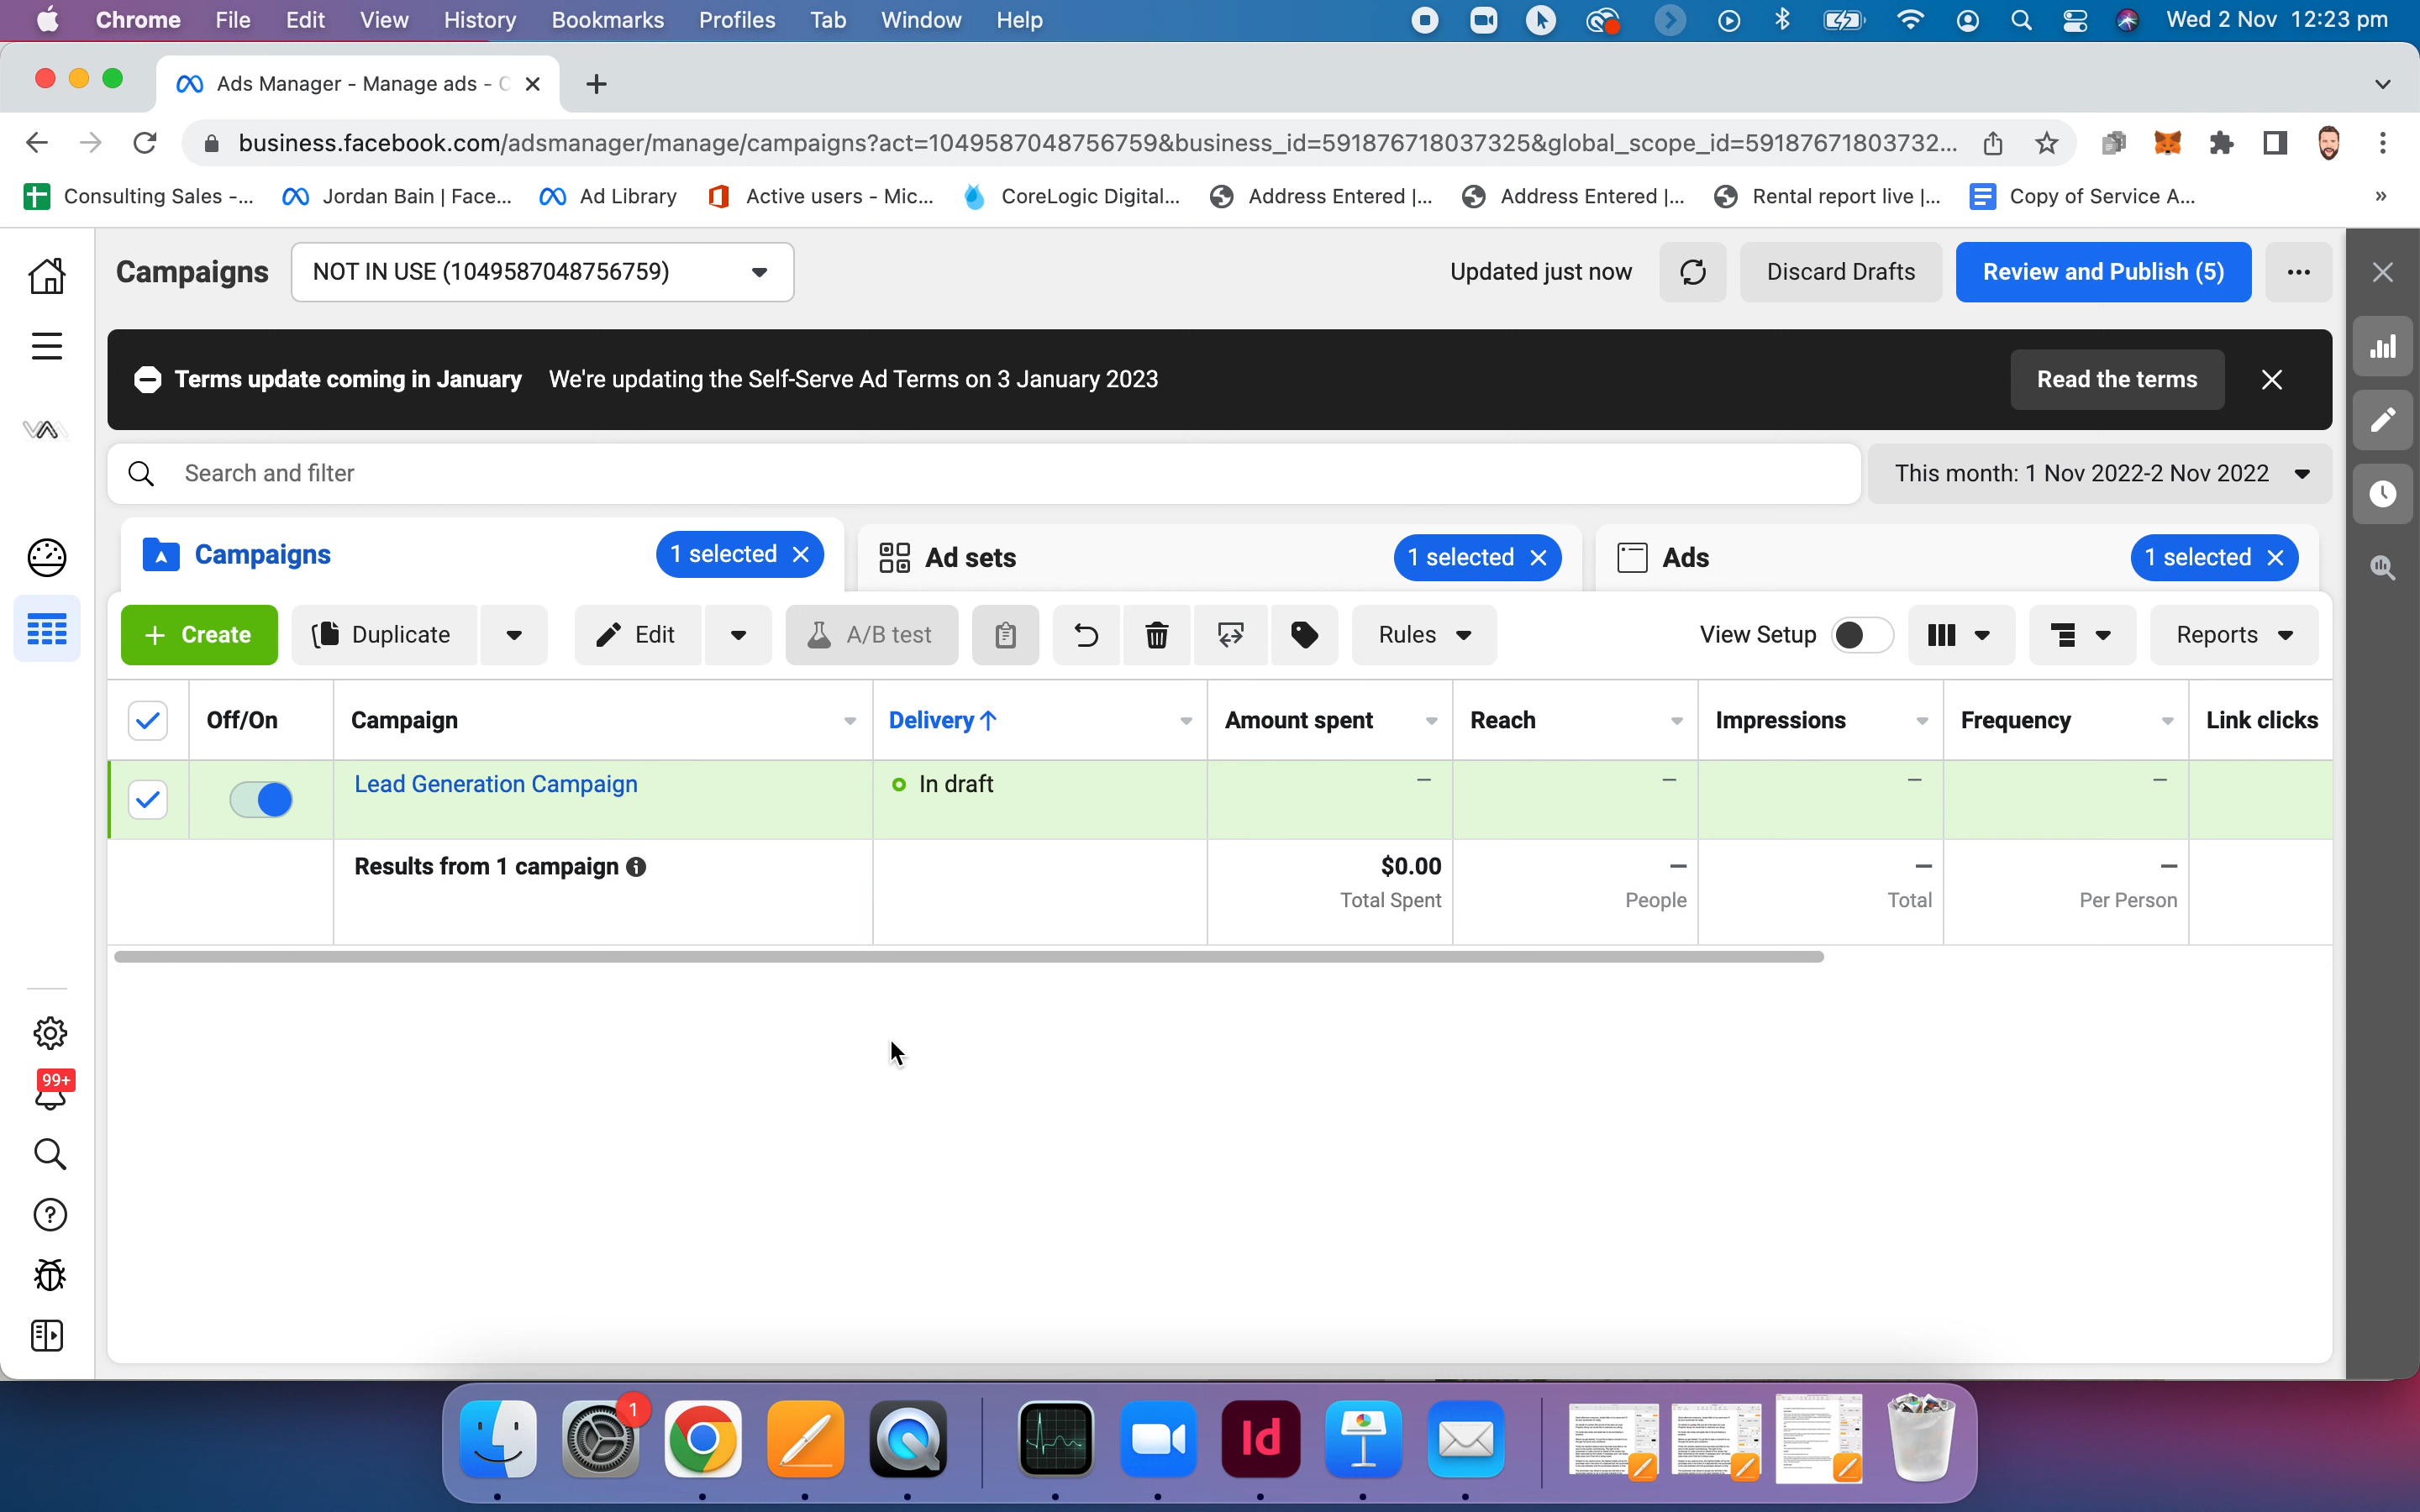 Chrome File Edit View History Bookmarks Profiles Tab Window Help Wed 2 Nov 12:23 pm
Ads Manager - Manage ads - C
business.facebook.com/adsmanager/manage/campaigns?act=1049587048756759&business_id=591876718037325&global_scope_id=59187671803732...
Consulting Sales -... Jordan Bain | Face... Ad Library Active users - Mic... CoreLogic Digital... Address Entered |... Address Entered |... Rental report live |... Copy of Service A... »
Campaigns NOT IN USE (1049587048756759) Updated just now Discard Drafts Review and Publish (5)
Terms update coming in January We're updating the Self-Serve Ad Terms on 3 January 2023 Read the terms
Search and filter This month: 1 Nov 2022-2 Nov 2022
Campaigns 1 selected Ad sets 1 selected Ads 1 selected
+ Create Duplicate Edit A/B test Rules View Setup Reports
Off/On Campaign Delivery ↑ Amount spent Reach Impressions Frequency Link clicks
Lead Generation Campaign In draft – – – –
Results from 1 campaign $0.00 – – –
Total Spent People Total Per Person
99+
1
Id